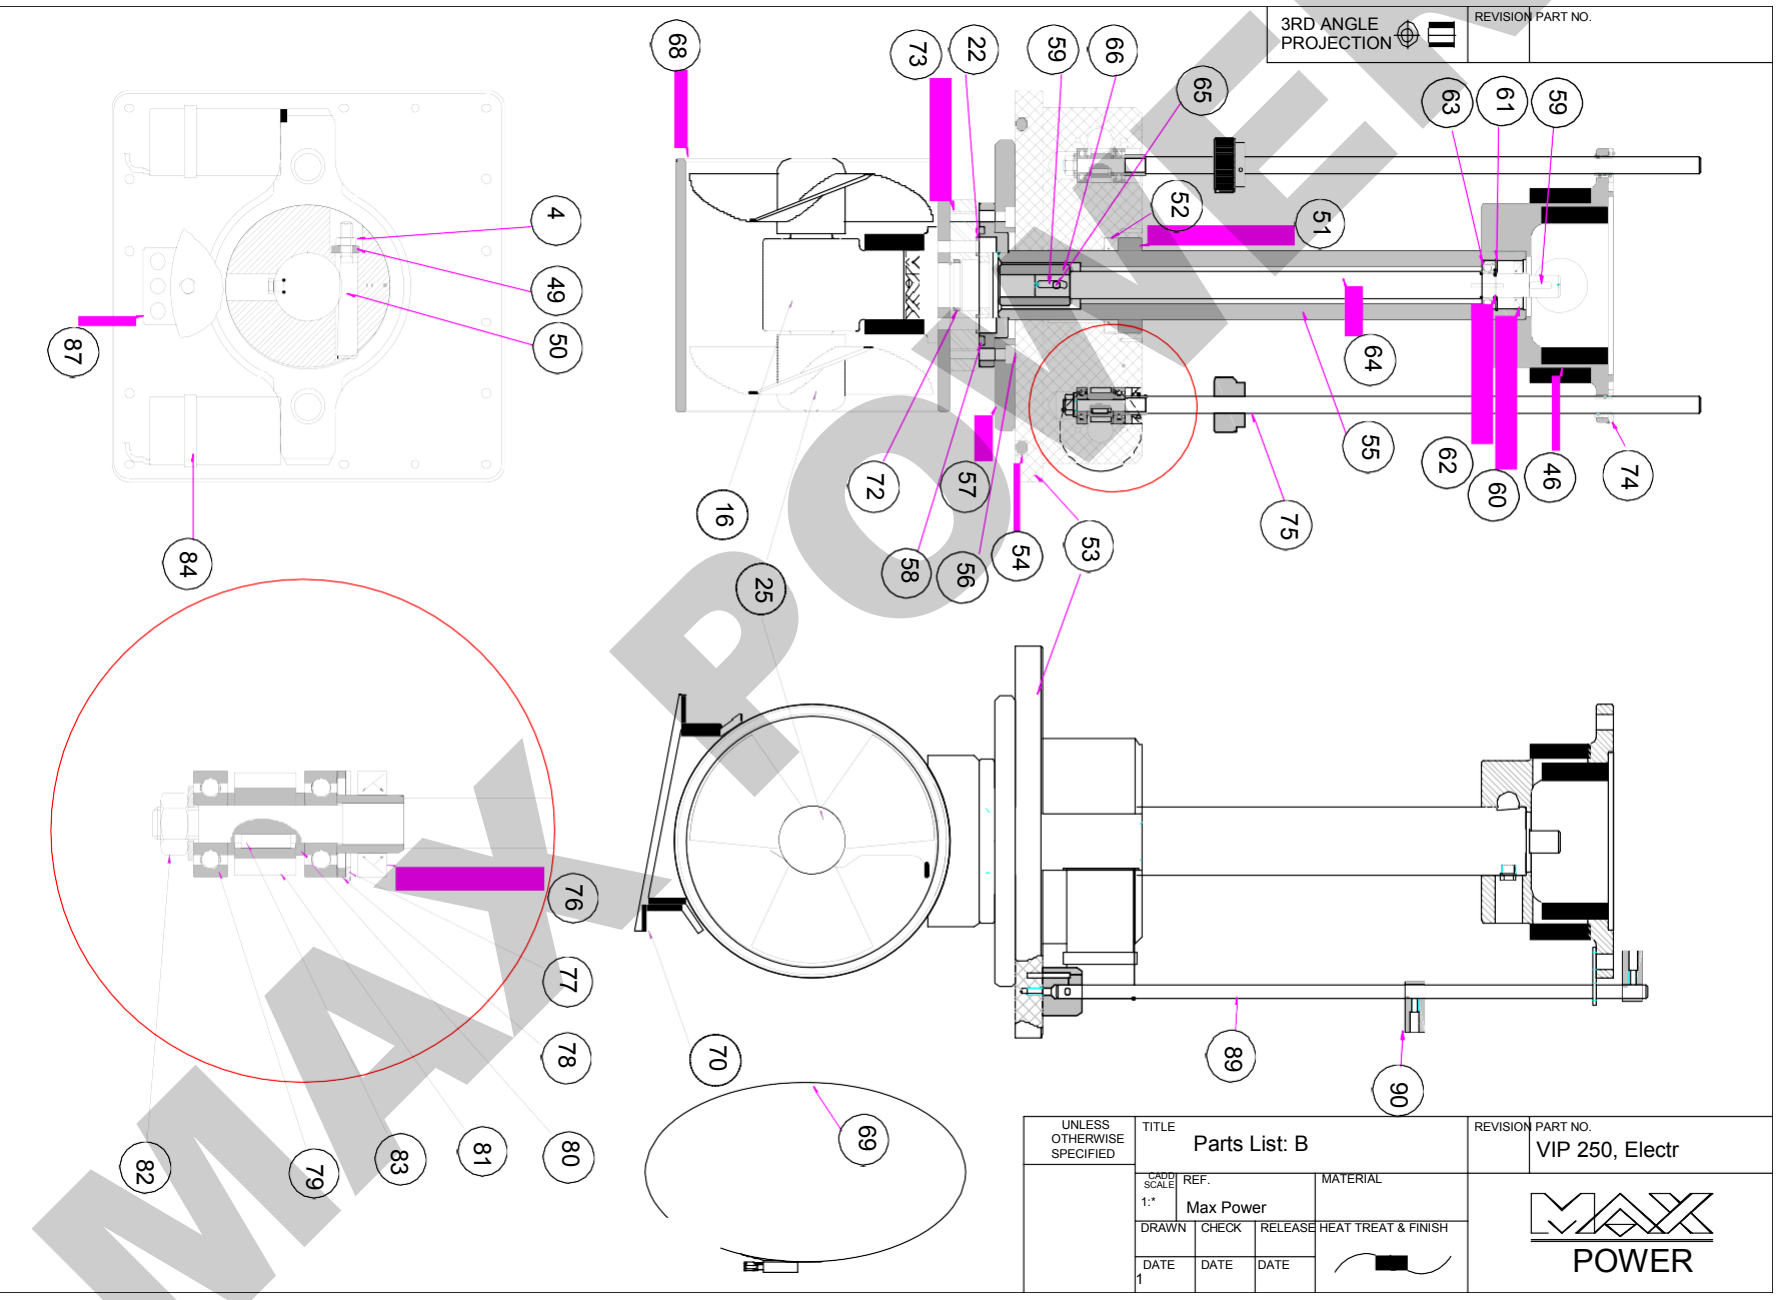 3RD ANGLE
PROJECTION
REVISION
PART NO.
68
73
22
59
66
65
63
61
59
4
49
50
87
84
52
51
64
55
62
60
46
74
75
72
57
16
58
56
54
53
25
76
77
78
80
81
83
79
82
70
69
89
90
MAX POWER
UNLESS
OTHERWISE
SPECIFIED
TITLE
Parts List: B
REVISION
PART NO.
VIP 250, Electr
CADD
SCALE
1:*
REF.
Max Power
MATERIAL
DRAWN
CHECK
RELEASE
HEAT TREAT & FINISH
DATE
1
DATE
DATE
MAX
POWER